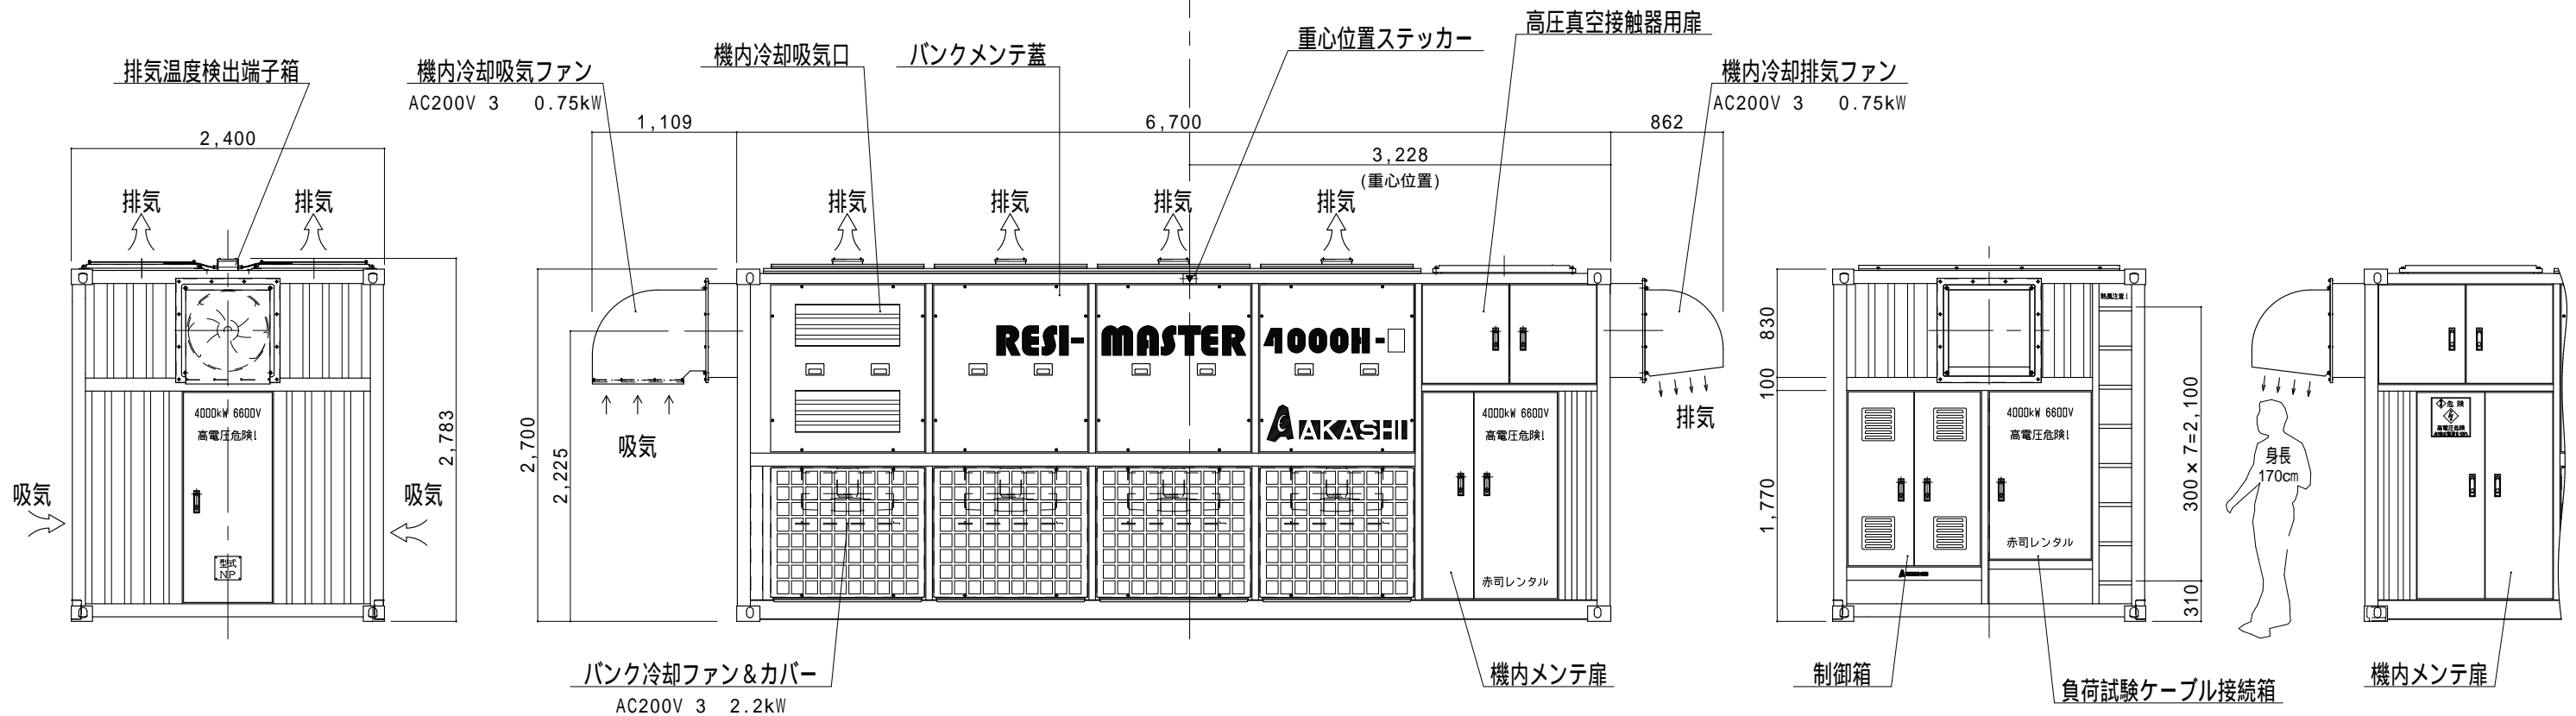 排気温度検出端子箱
2,400
排気
排気
4000kW 6600V
高電圧危険!
型式
NP
吸気
吸気
2,783
機内冷却吸気ファン
AC200V 3 0.75kW
機内冷却吸気口
バンクメンテ蓋
重心位置ステッカー
高圧真空接触器用扉
機内冷却排気ファン
AC200V 3 0.75kW
1,109
6,700
862
3,228
(重心位置)
排気
排気
排気
排気
RESI-MASTER 4000H-□
AKASHI
4000kW 6600V
高電圧危険!
赤司レンタル
吸気
排気
2,700
2,225
バンク冷却ファン&カバー
AC200V 3 2.2kW
機内メンテ扉
830
100
1,770
熱風注意!
4000kW 6600V
高電圧危険!
赤司レンタル
300×7=2,100
310
制御箱
負荷試験ケーブル接続箱
身長
170cm
危険
高電圧危険
機内メンテ扉